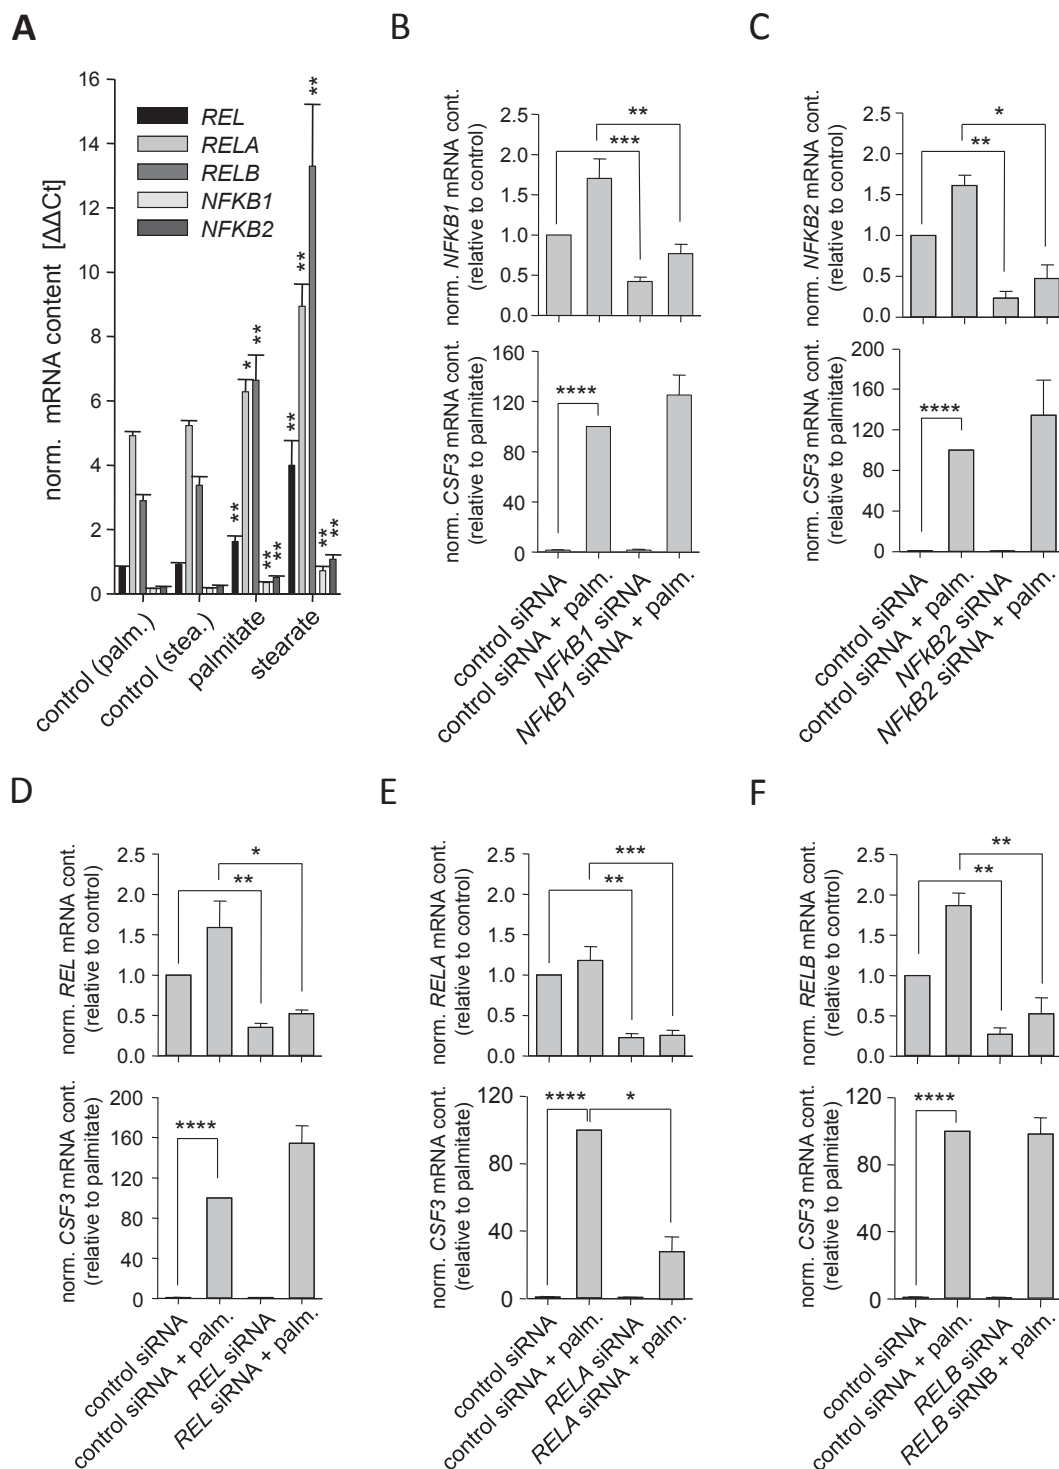 A
norm. mRNA content [ΔΔCt]
16
14
12
10
8
6
4
2
0
REL
RELA
RELB
NFKB1
NFKB2
**
*
**
**
**
**
**
**
**
**
control (palm.)
control (stea.)
palmitate
stearate
B
norm. NFKB1 mRNA cont.
(relative to control)
2.5
2.0
1.5
1.0
0.5
0.0
**
***
norm. CSF3 mRNA cont.
(relative to palmitate)
160
120
80
40
0
****
control siRNA
control siRNA + palm.
NFkB1 siRNA
NFkB1 siRNA + palm.
C
norm. NFKB2 mRNA cont.
(relative to control)
2.5
2.0
1.5
1.0
0.5
0.0
*
**
norm. CSF3 mRNA cont.
(relative to palmitate)
200
160
120
80
40
0
****
control siRNA
control siRNA + palm.
NFkB2 siRNA
NFkB2 siRNA + palm.
D
norm. REL mRNA cont.
(relative to control)
2.5
2.0
1.5
1.0
0.5
0.0
*
**
norm. CSF3 mRNA cont.
(relative to palmitate)
200
160
120
80
40
0
****
control siRNA
control siRNA + palm.
REL siRNA
REL siRNA + palm.
E
norm. RELA mRNA cont.
(relative to control)
2.5
2.0
1.5
1.0
0.5
0.0
***
**
norm. CSF3 mRNA cont.
(relative to palmitate)
120
80
40
0
****
*
control siRNA
control siRNA + palm.
RELA siRNA
RELA siRNA + palm.
F
norm. RELB mRNA cont.
(relative to control)
2.5
2.0
1.5
1.0
0.5
0.0
**
**
norm. CSF3 mRNA cont.
(relative to palmitate)
120
80
40
0
****
control siRNA
control siRNA + palm.
RELB siRNA
RELB siRNB + palm.